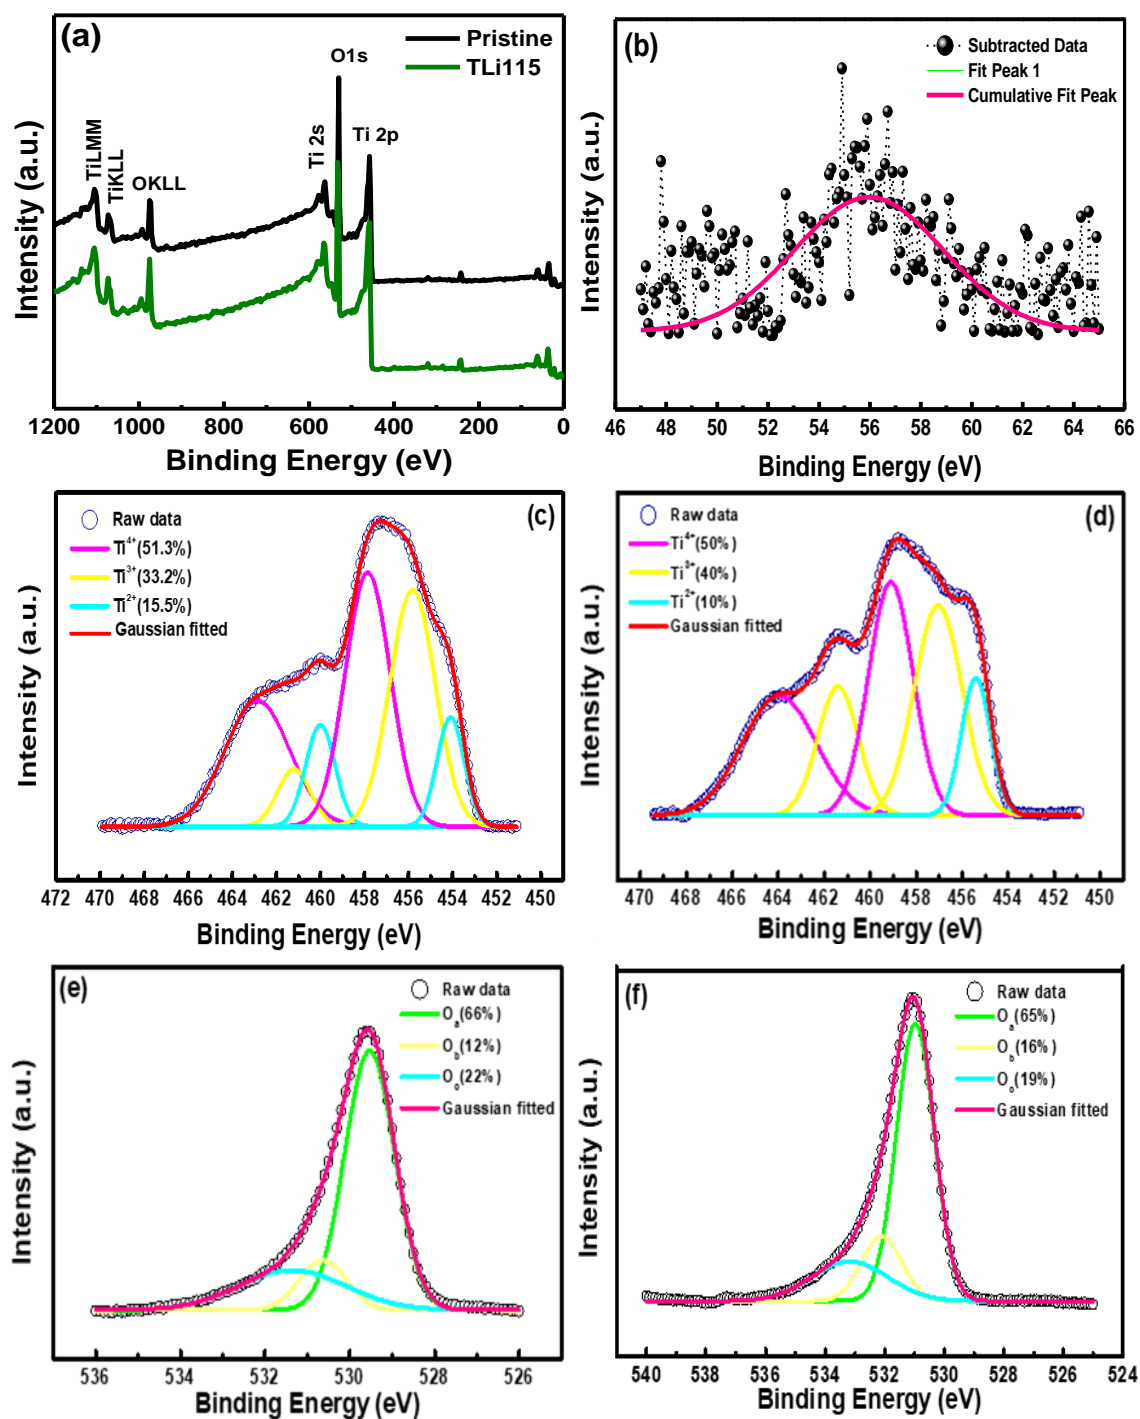 (a)
Pristine
TLi115
O1s
TiLMM
TiKLL
OKLL
Ti 2s
Ti 2p
Intensity (a.u.)
1200 1000 800 600 400 200 0
Binding Energy (eV)
(b)
Subtracted Data
Fit Peak 1
Cumulative Fit Peak
Intensity (a.u.)
46 48 50 52 54 56 58 60 62 64 66
Binding Energy (eV)
(c)
Raw data
Ti4+(51.3%)
Ti3+(33.2%)
Ti2+(15.5%)
Gaussian fitted
Intensity (a.u.)
472 470 468 466 464 462 460 458 456 454 452 450
Binding Energy (eV)
(d)
Raw data
Ti4+(50%)
Ti3+(40%)
Ti2+(10%)
Gaussian fitted
Intensity (a.u.)
470 468 466 464 462 460 458 456 454 452 450
Binding Energy (eV)
(e)
Raw data
Oa(66%)
Ob(12%)
Oc(22%)
Gaussian fitted
Intensity (a.u.)
536 534 532 530 528 526
Binding Energy (eV)
(f)
Raw data
Oa(65%)
Ob(16%)
Oc(19%)
Gaussian fitted
Intensity (a.u.)
540 538 536 534 532 530 528 526 524
Binding Energy (eV)